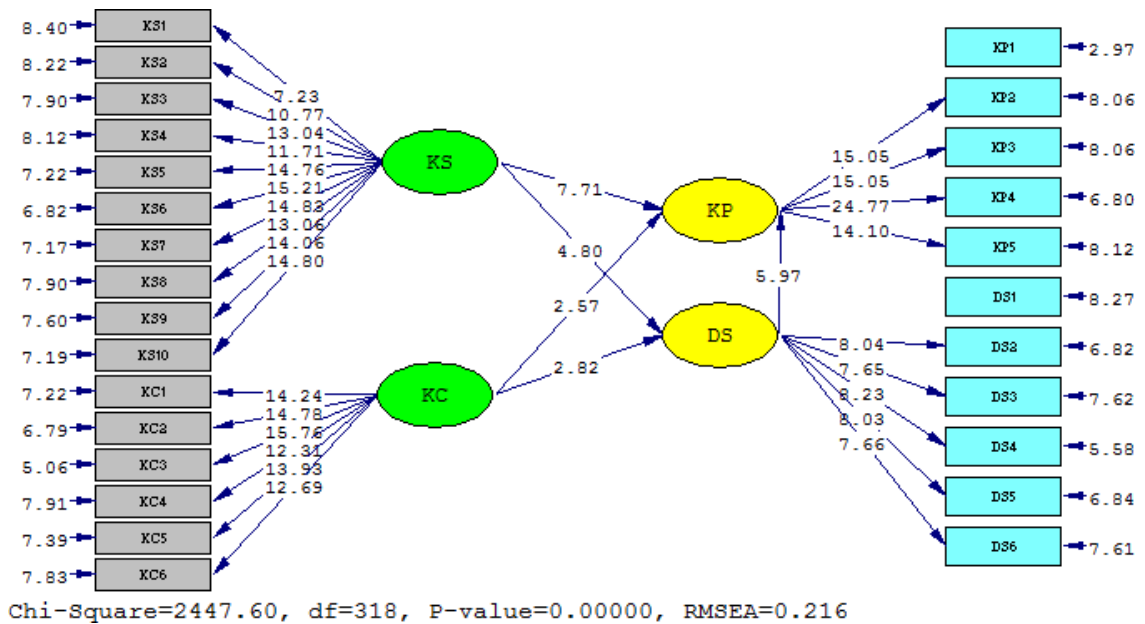 8.40 KS1
8.22 KS2
7.90 KS3
8.12 KS4
7.22 KS5
6.82 KS6
7.17 KS7
7.90 KS8
7.60 KS9
7.19 KS10
7.22 KC1
6.79 KC2
5.06 KC3
7.91 KC4
7.39 KC5
7.83 KC6
7.23
10.77
13.04
11.71
14.76
15.21
14.83
13.06
14.06
14.80
14.24
14.78
15.76
12.31
13.93
12.69
KS
KC
7.71
4.80
2.57
2.82
KP
DS
5.97
15.05
15.05
24.77
14.10
8.04
7.65
8.23
8.03
7.66
KP1 2.97
KP2 8.06
KP3 8.06
KP4 6.80
KP5 8.12
DS1 8.27
DS2 6.82
DS3 7.62
DS4 5.58
DS5 6.84
DS6 7.61
Chi-Square=2447.60, df=318, P-value=0.00000, RMSEA=0.216